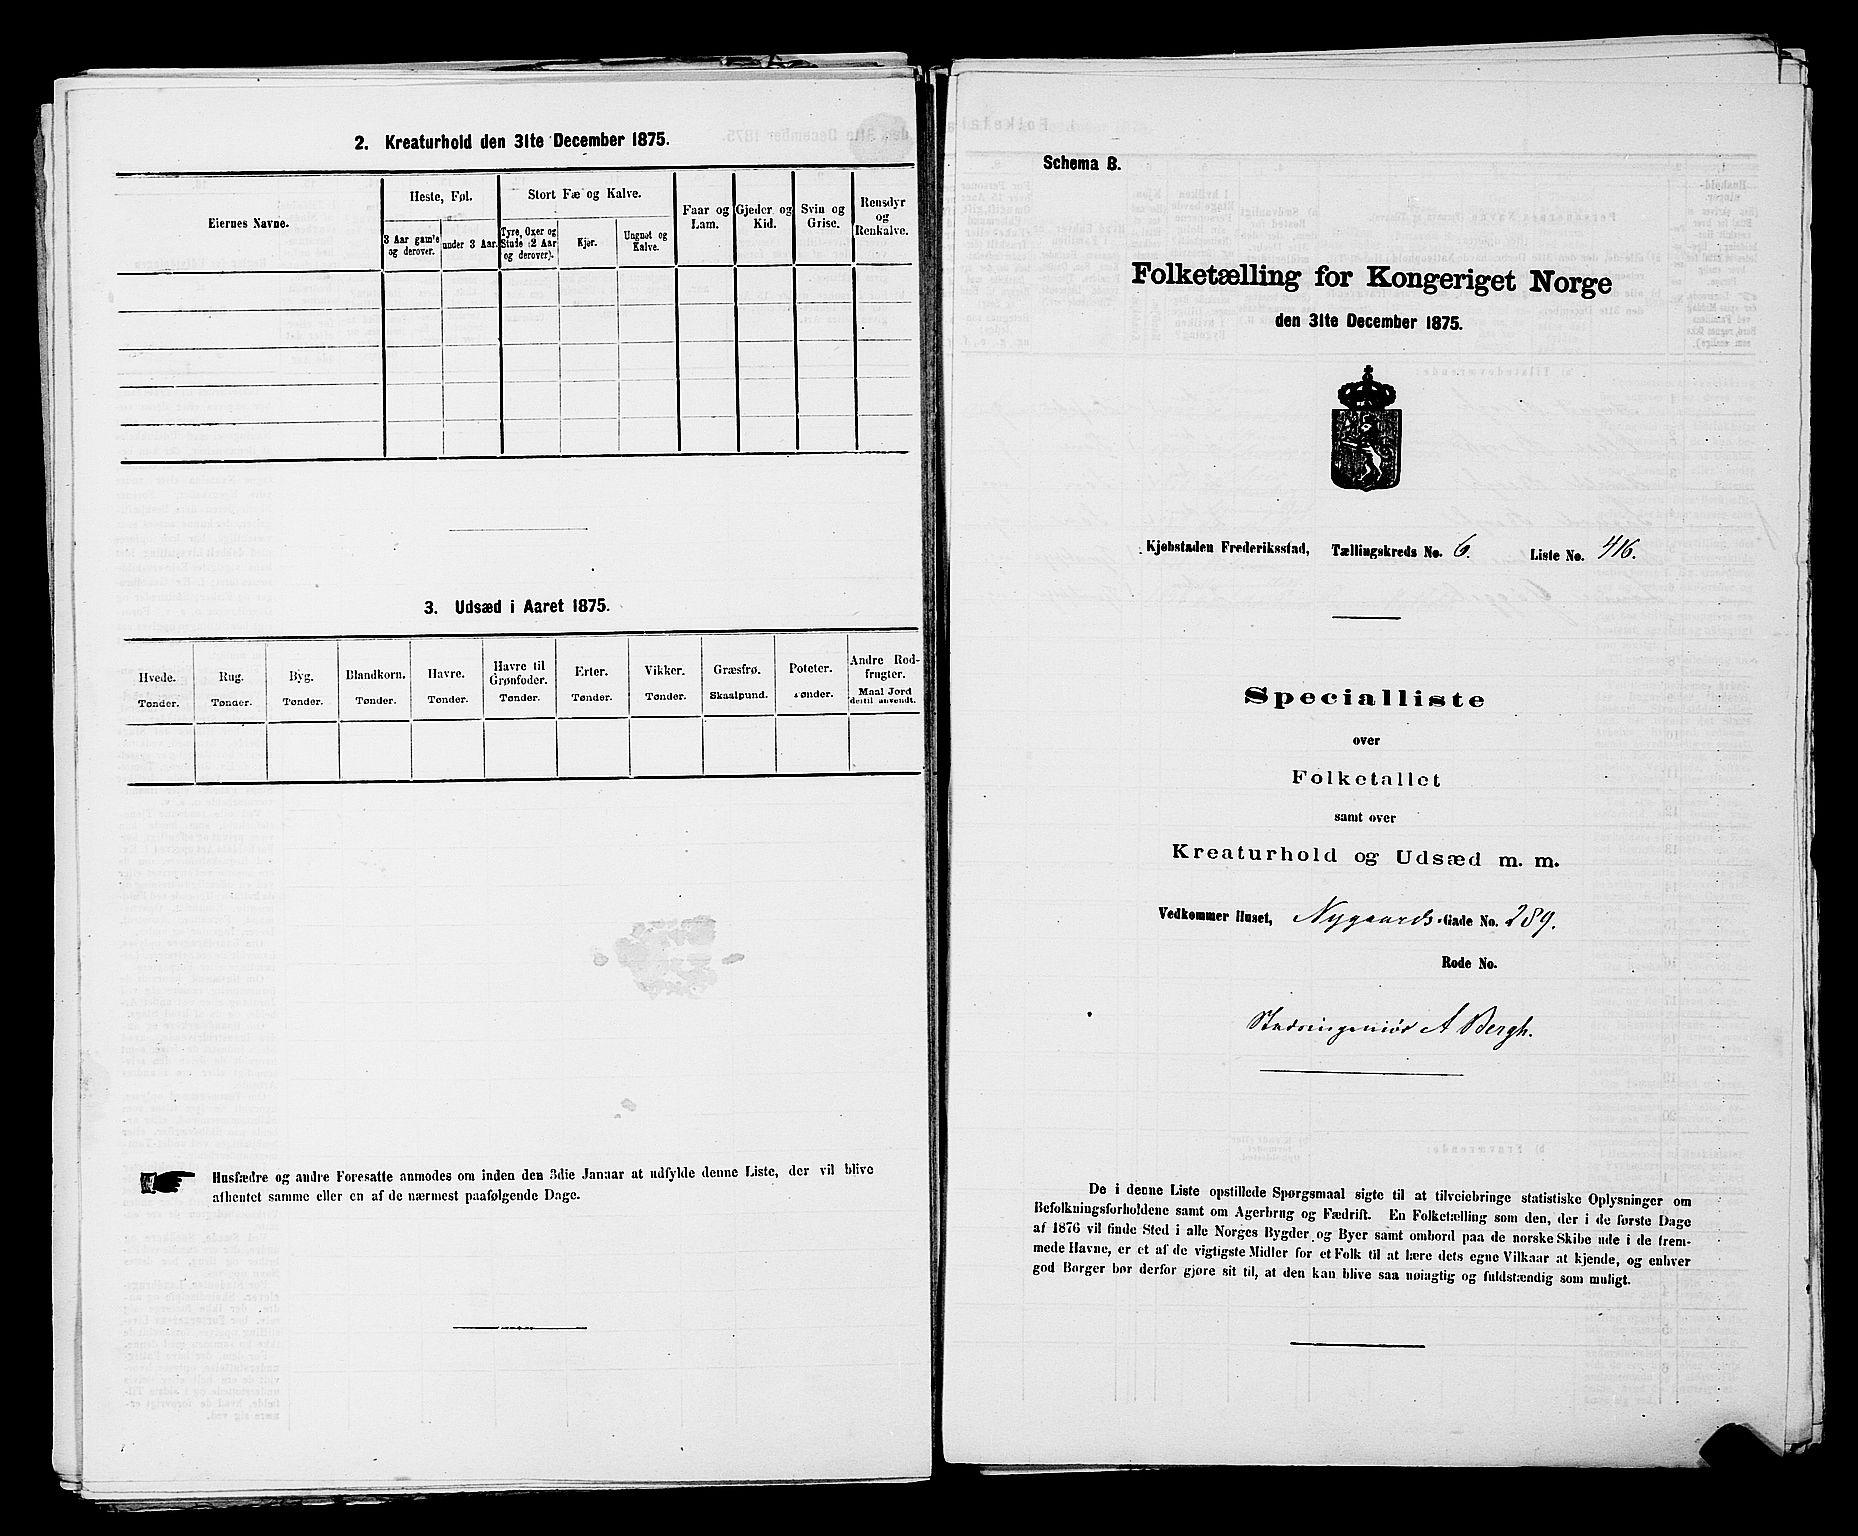 2. Kreaturhold den 31te December 1875.
Eiernes Navne.
Heste, Føl.
Stort Fæ og Kalve.
Faar og Lam.
Gjeder og Kid.
Svin og Grise.
Rensdyr og Renkalve.
3 Aar gamle og derover.
under 3 Aar.
Tyre, Oxer og Stude (2 Aar og derover).
Kjør.
Ungnøt og Kalve.
3. Udsæd i Aaret 1875.
Hvede.
Rug.
Byg.
Blandkorn.
Havre.
Havre til Grønfoder.
Erter.
Vikker.
Græsfrø.
Poteter.
Andre Rodfrugter.
Tønder.
Tønder.
Tønder.
Tønder.
Tønder.
Tønder.
Tønder.
Tønder.
Skaalpund.
Tønder.
Maal Jord dertil anvendt.
Husfædre og andre Foresatte anmodes om inden den 3die Januar at udfylde denne Liste, der vil blive
afhentet samme eller en af de nærmest paafølgende Dage.
Schema B.
Folketælling for Kongeriget Norge
den 31te December 1875.
Kjøbstaden Frederiksstad, Tællingskreds No. 6. Liste No. 46.
Specialliste
over
Folketallet
samt over
Kreaturhold og Udsæd m. m.
Vedkommer Huset, Nygaards-Gade No. 289.
Rode No.
Stadsingeniør A Bergh.
De i denne Liste opstillede Spørgsmaal sigte til at tilveiebringe statistiske Oplysninger om
Befolkningsforholdene samt om Agerbrug og Fædrift. En Folketælling som den, der i de første Dage
af 1876 vil finde Sted i alle Norges Bygder og Byer samt ombord paa de norske Skibe ude i de frem-
mede Havne, er et af de vigtigste Midler for et Folk til at lære dets egne Vilkaar at kjende, og enhver
god Borger bør derfor gjøre sit til, at den kan blive saa nøiagtig og fuldstændig som muligt.